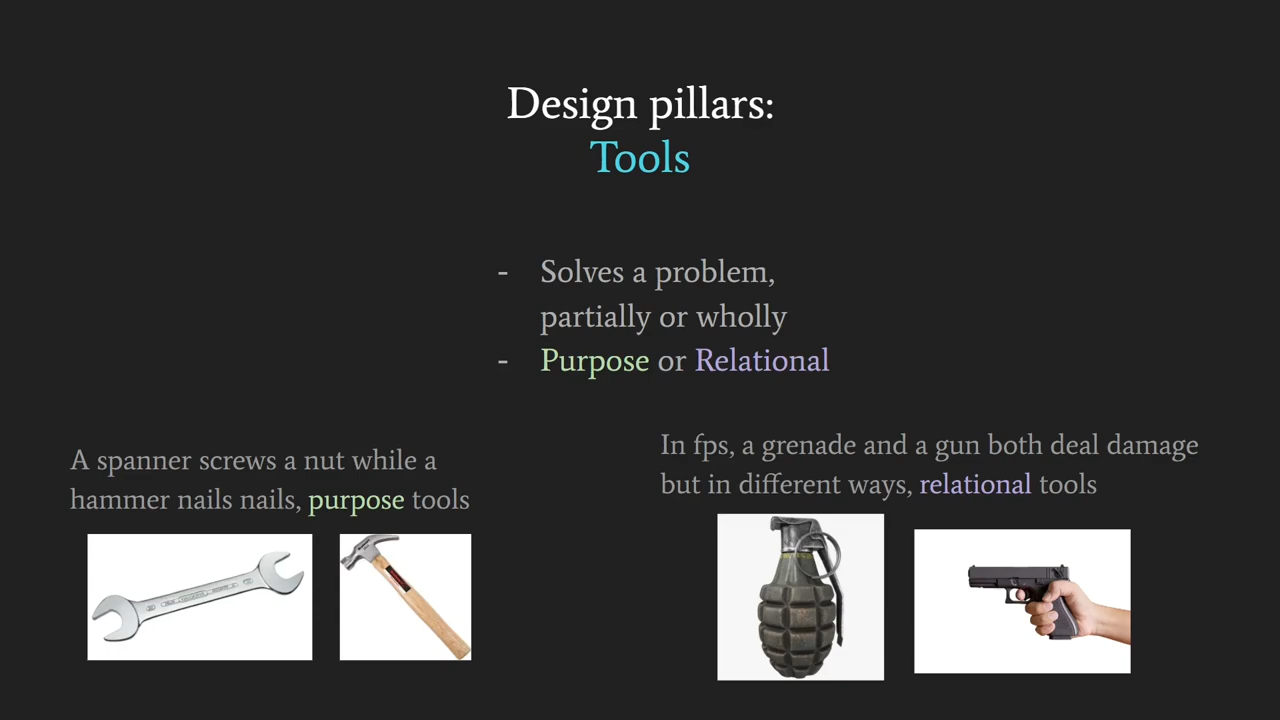 Design pillars:
Tools
- Solves a problem,
partially or wholly
- Purpose or Relational
A spanner screws a nut while a
hammer nails nails, purpose tools
In fps, a grenade and a gun both deal damage
but in different ways, relational tools